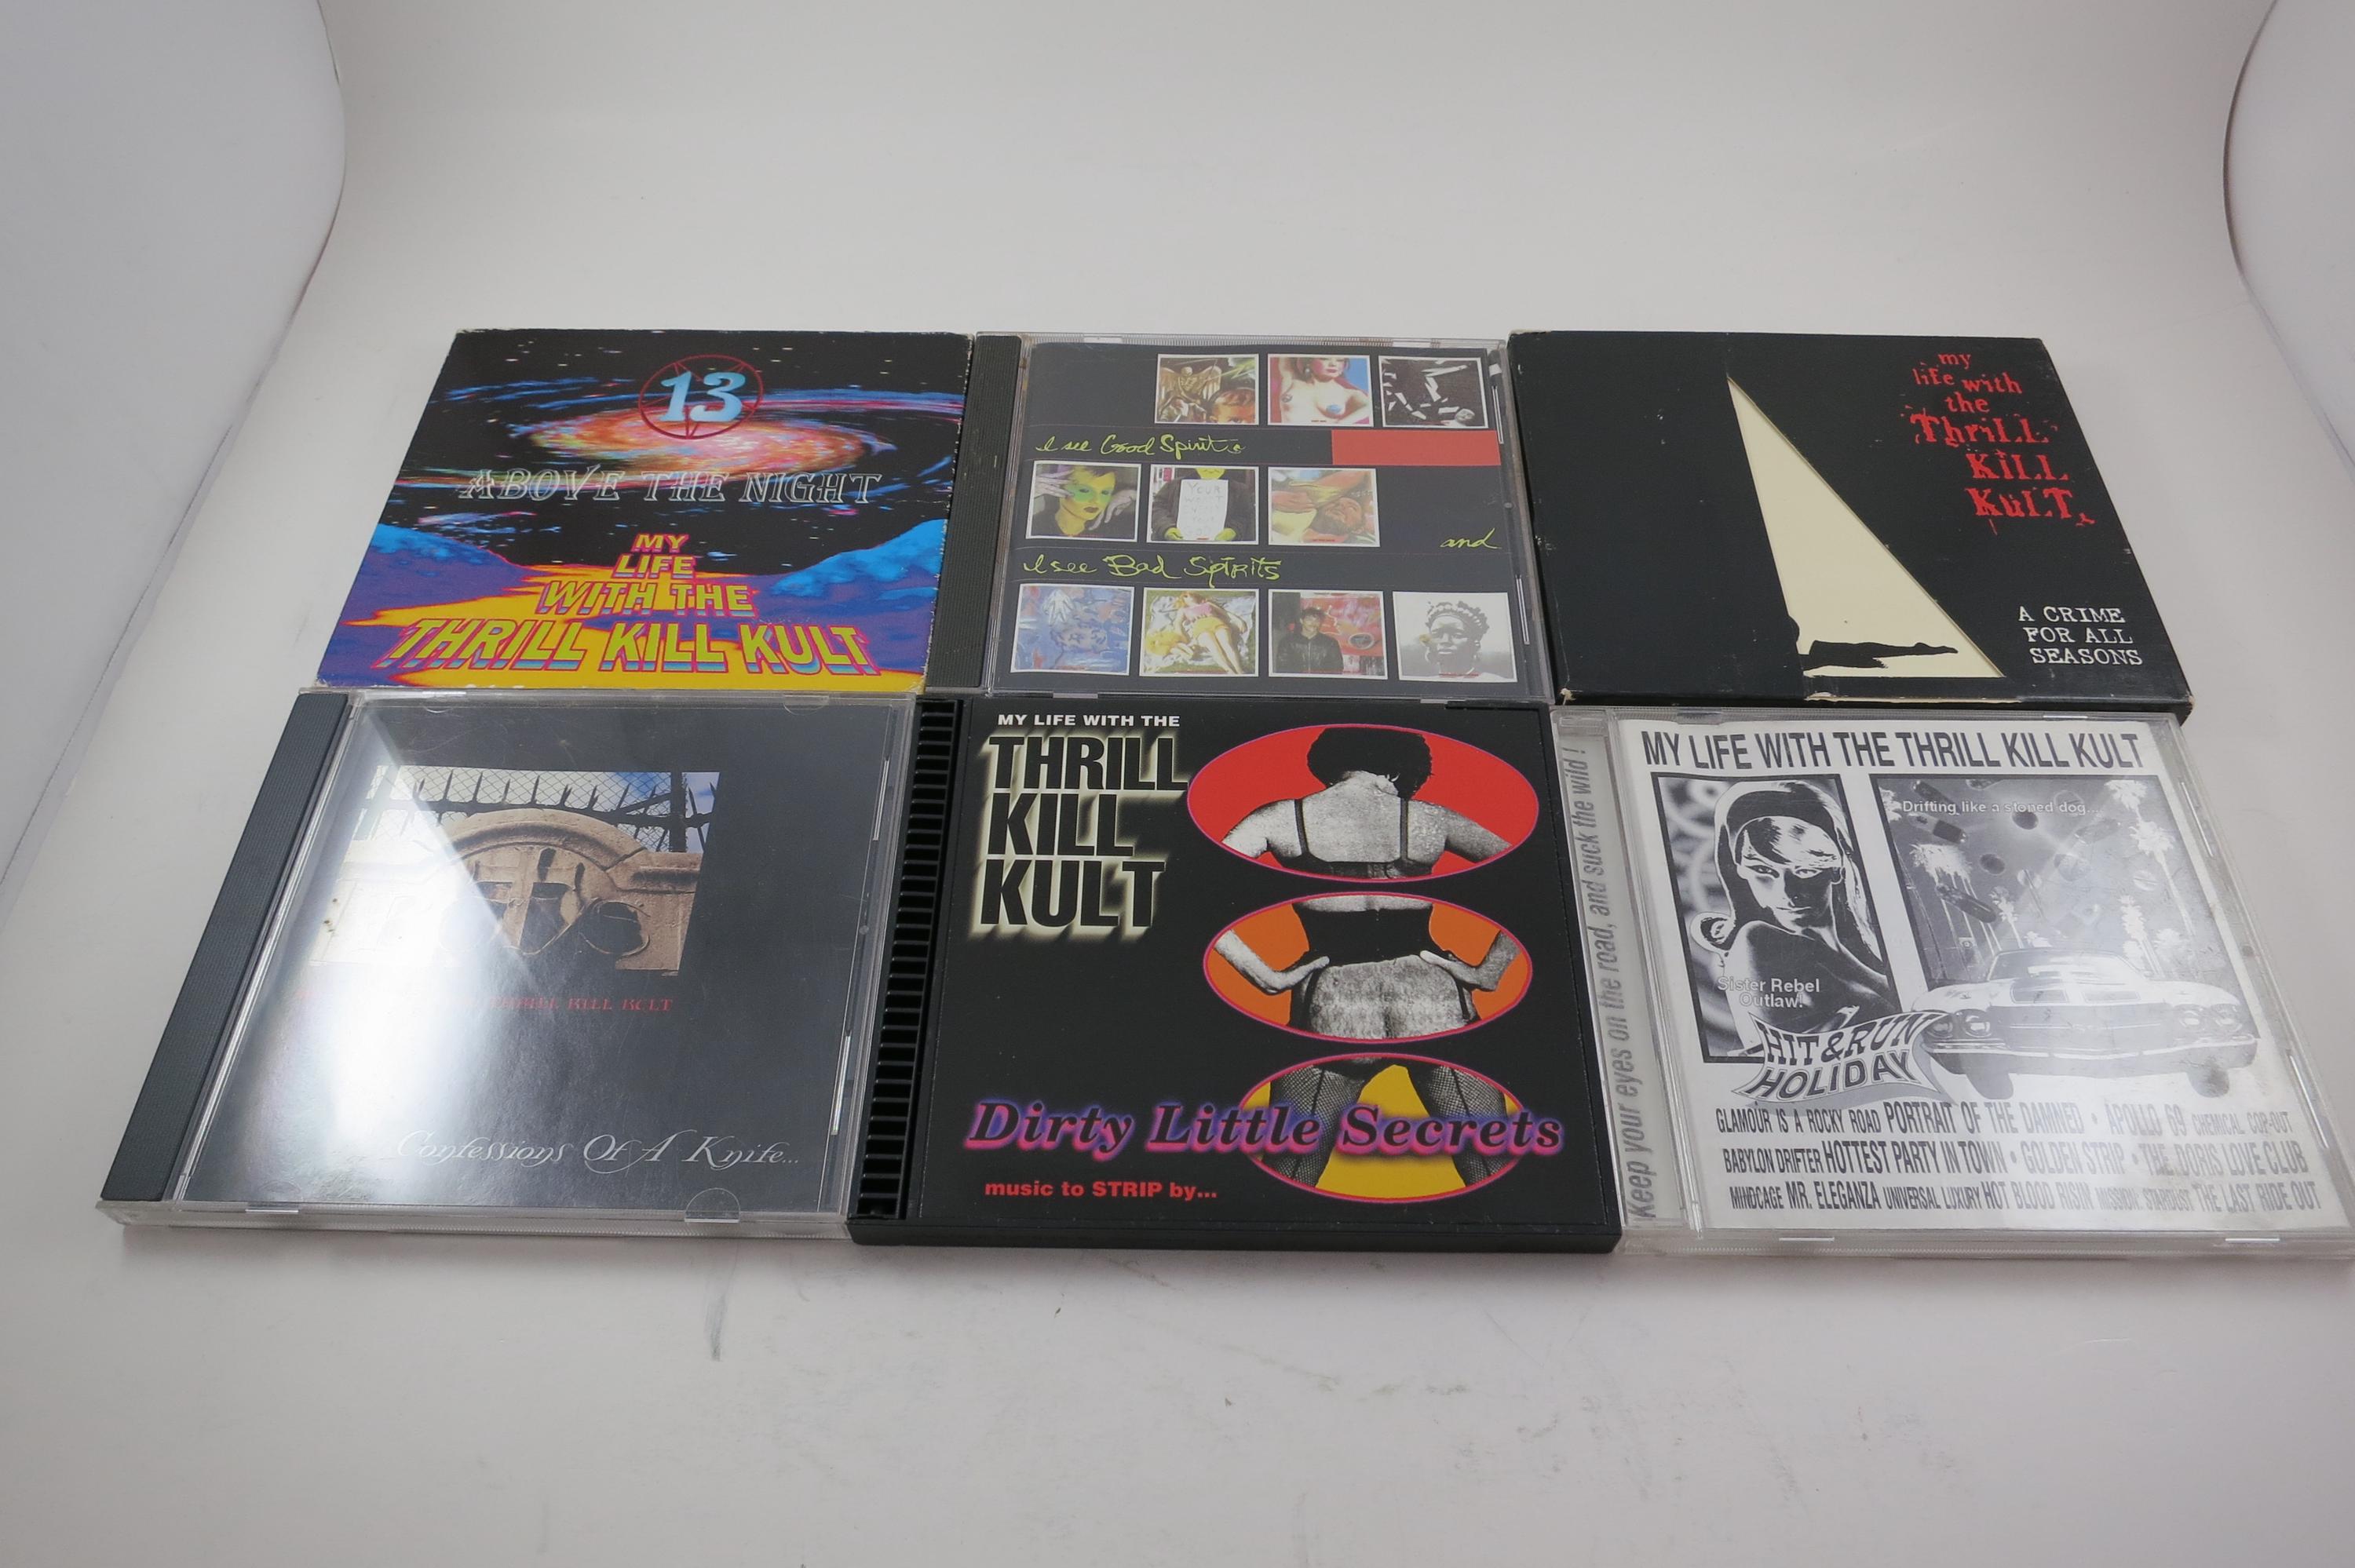 13
ABOVE THE NIGHT
MY
LIFE
WITH THE
THRILL KILL KULT
I see Good Spirits
YOUR
and
I see Bad Spirits
my
life with
the
Thrill
Kill
Kult
A CRIME
FOR ALL
SEASONS
THRILL KILL KULT
Confessions Of A Knife...
MY LIFE WITH THE
THRILL
KILL
KULT
Dirty Little Secrets
music to STRIP by...
Keep your eyes on the road, and suck the wild!
MY LIFE WITH THE THRILL KILL KULT
Drifting like a stoned dog...
Sister Rebel
Outlaw!
HIT & RUN
HOLIDAY
GLAMOUR IS A ROCKY ROAD PORTRAIT OF THE DAMNED • APOLLO 69 CHEMICAL COP-OUT
BABYLON DRIFTER HOTTEST PARTY IN TOWN • GOLDEN STRIP • THE DORIS LOVE CLUB
MINDCAGE MR. ELEGANZA UNIVERSAL LUXURY HOT BLOOD RIOT MISSION: STARDUST THE LAST RIDE OUT